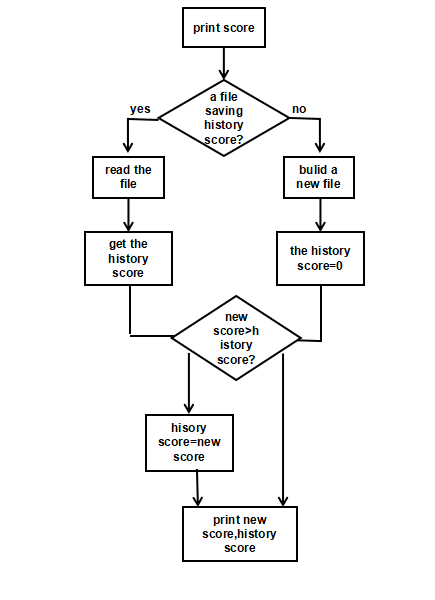 print score
a file
saving
history
score?
yes
no
read the
file
bulid a
new file
get the
history
score
the history
score=0
new
score>h
istory
score?
hisory
score=new
score
print new
score,history
score